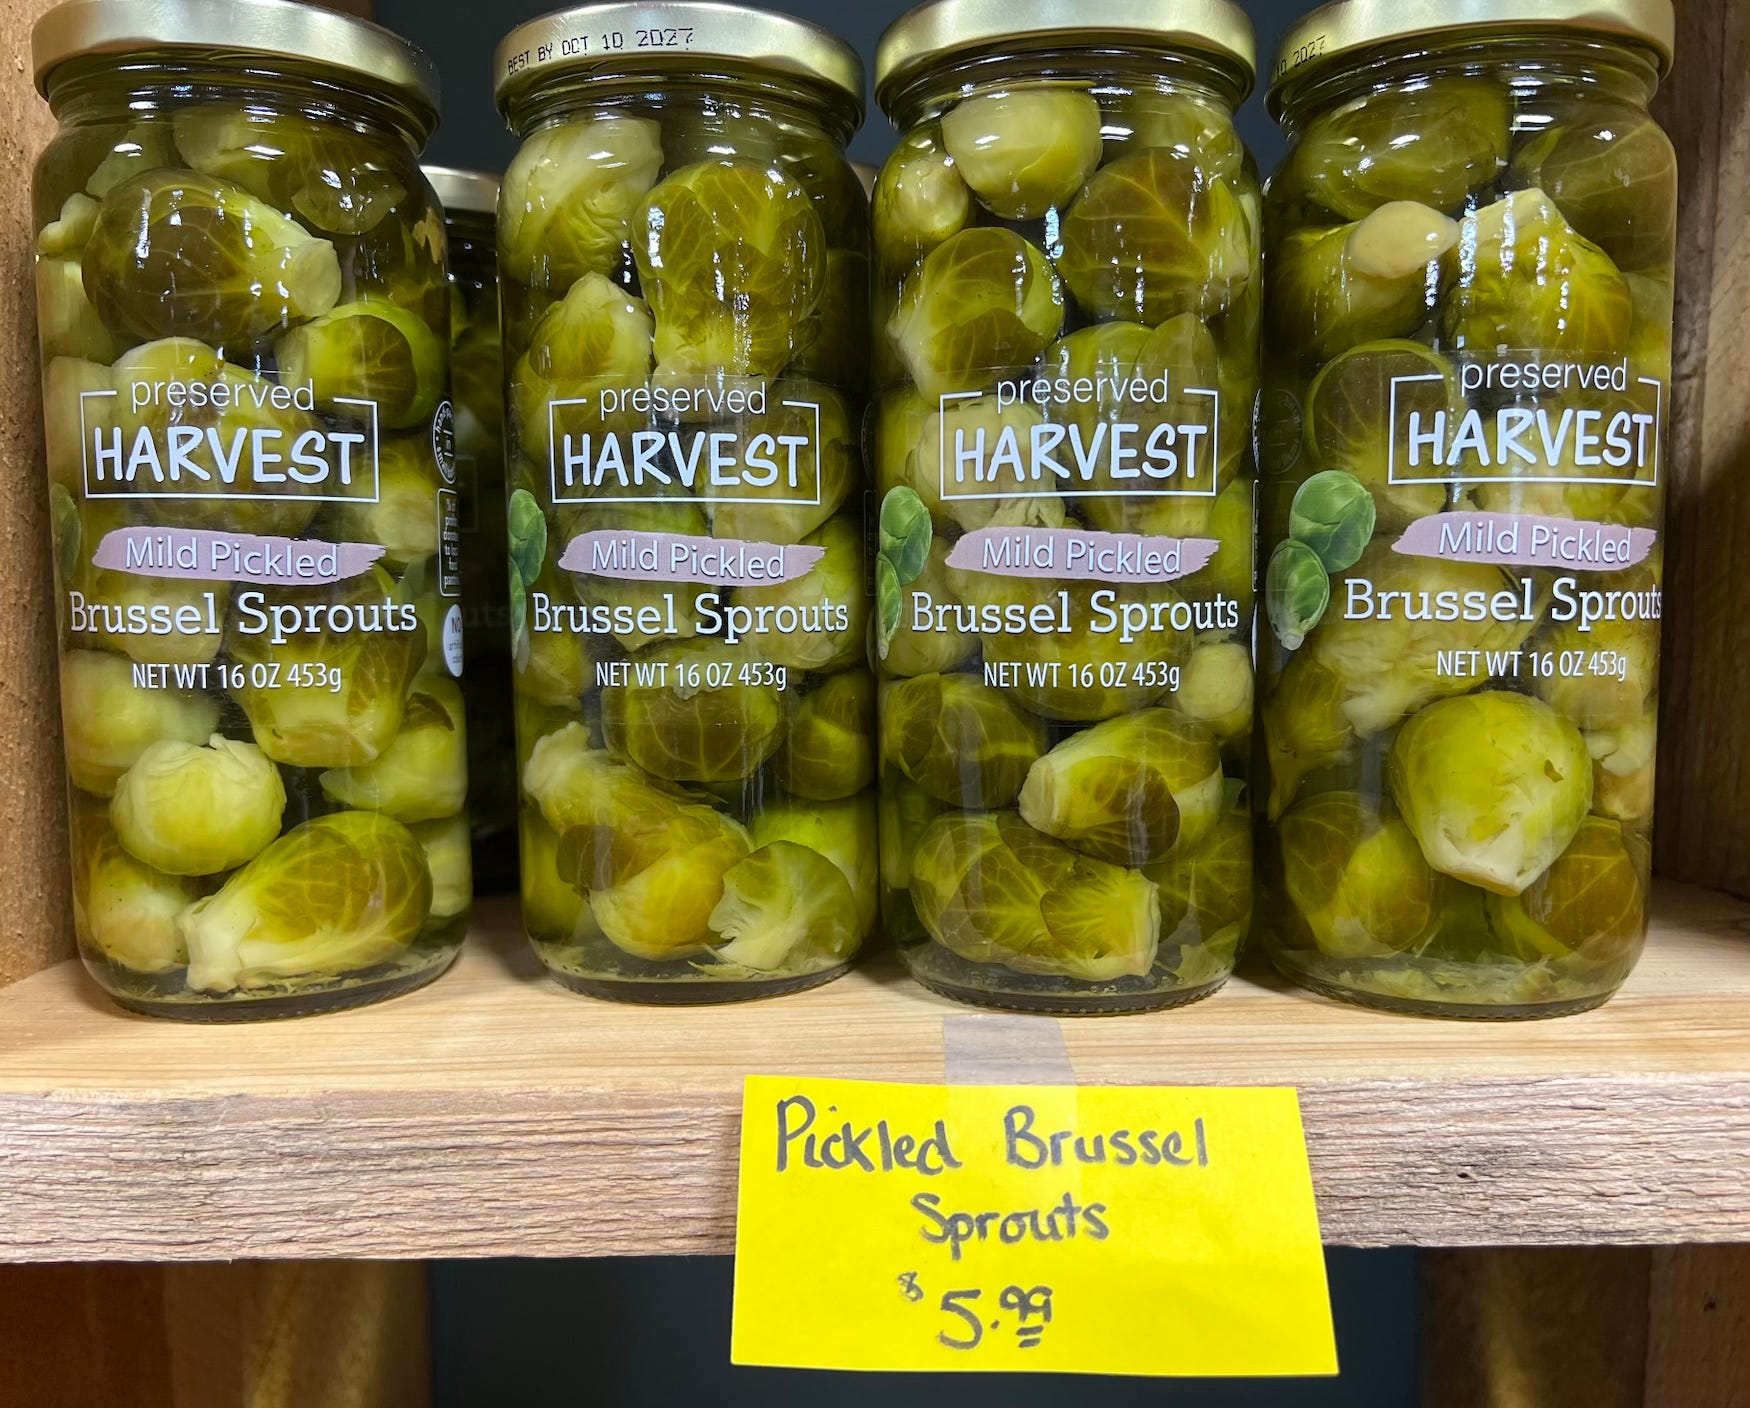 BEST BY OCT 10 2027
2027
preserved
HARVEST
Mild Pickled
Brussel Sprouts
NET WT 16 OZ 453g
NO
preserved
HARVEST
Mild Pickled
Brussel Sprouts
NET WT 16 OZ 453g
preserved
HARVEST
Mild Pickled
Brussel Sprouts
NET WT 16 OZ 453g
preserved
HARVEST
Mild Pickled
Brussel Sprouts
NET WT 16 OZ 453g
Pickled Brussel
Sprouts
$5.99